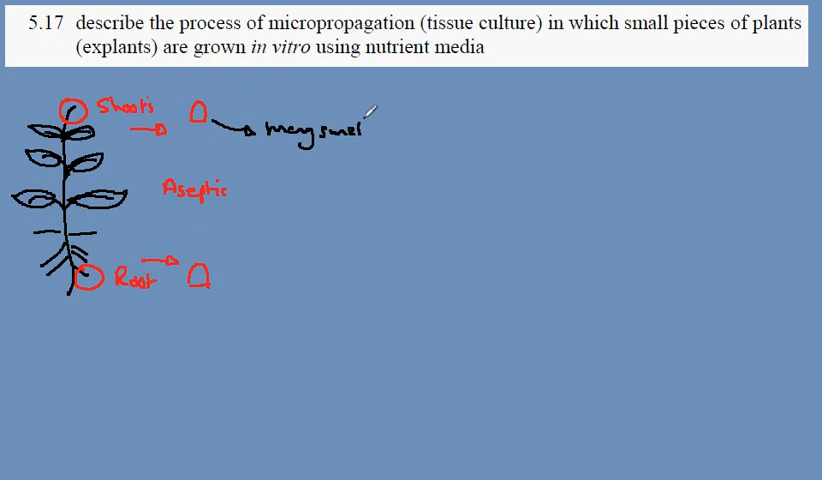 5.17 describe the process of micropropagation (tissue culture) in which small pieces of plants
(explants) are grown in vitro using nutrient media
Shoots
many smal
Aseptic
Root